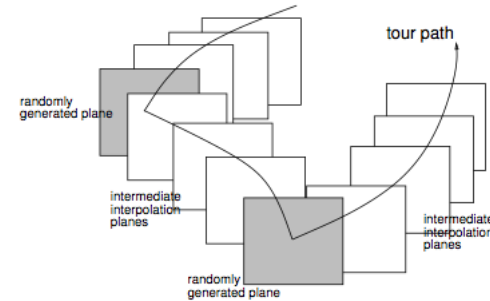 tour path
randomly
generated plane
intermediate
interpolation
planes
intermediate
interpolation
planes
randomly
generated plane